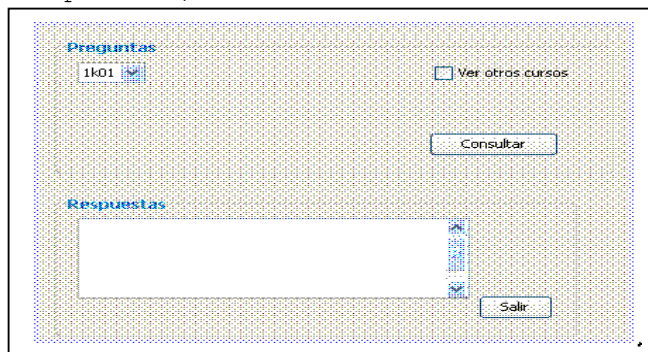 Preguntas
1k01
Ver otros cursos
Consultar
Respuestas
Salir